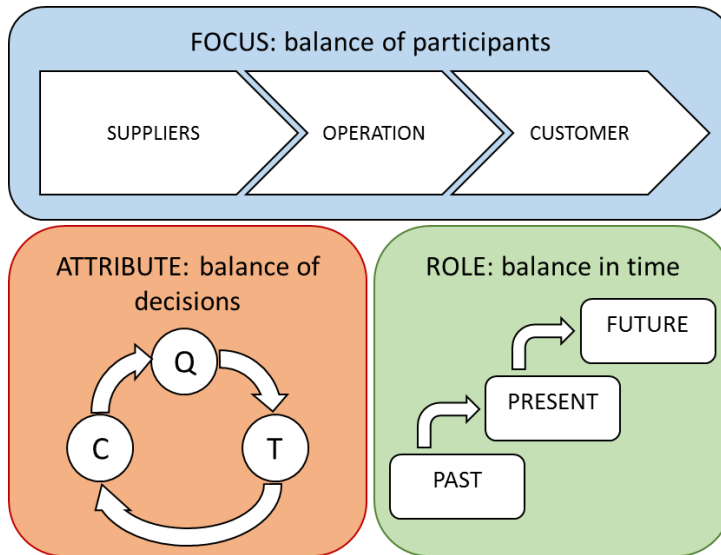 FOCUS: balance of participants
SUPPLIERS
OPERATION
CUSTOMER
ATTRIBUTE: balance of
decisions
Q
C
T
ROLE: balance in time
FUTURE
PRESENT
PAST